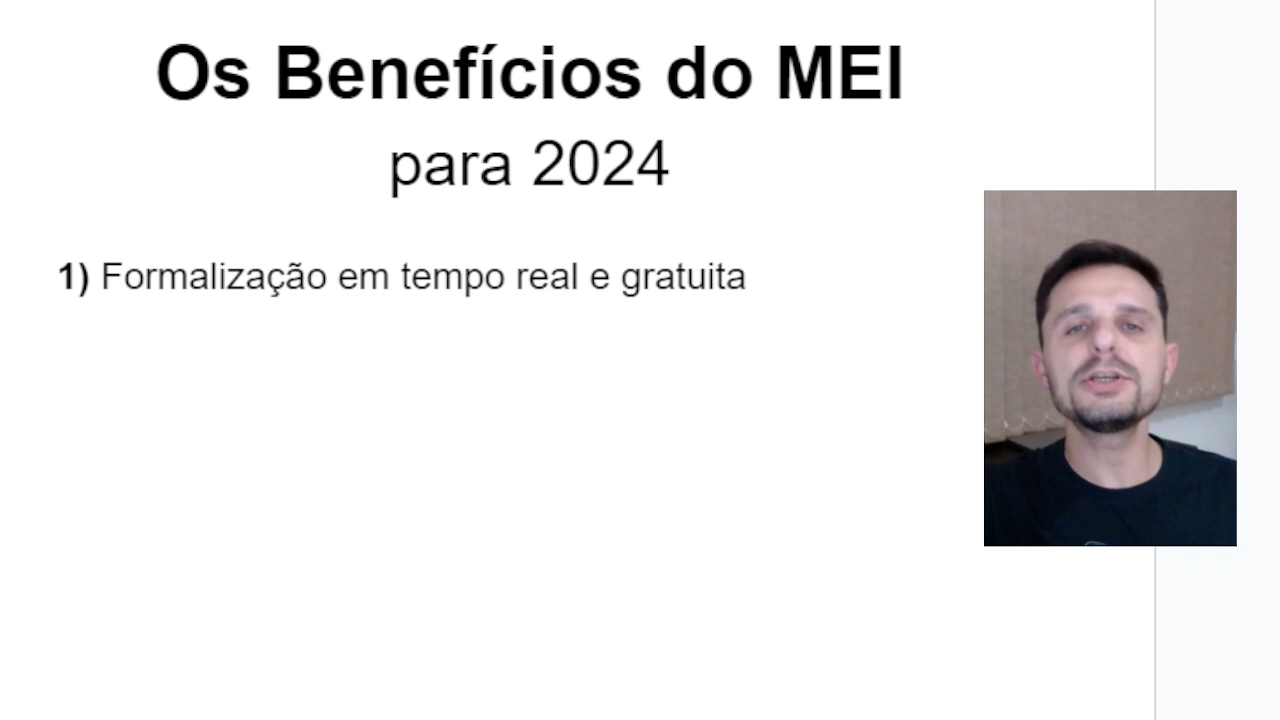 Os Benefícios do MEI
para 2024
1) Formalização em tempo real e gratuita